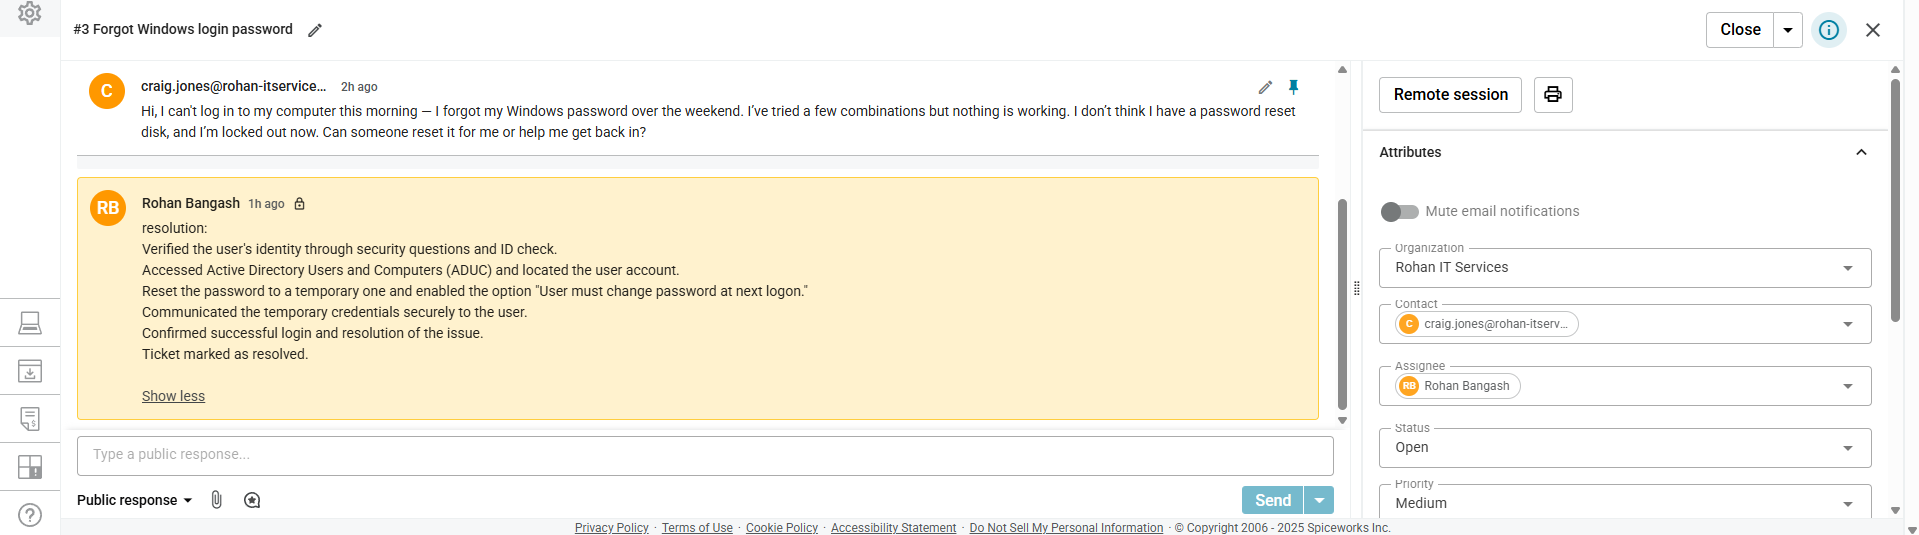 #3 Forgot Windows login password
Close
C
craig.jones@rohan-itservice...
2h ago
Hi, I can't log in to my computer this morning — I forgot my Windows password over the weekend. I've tried a few combinations but nothing is working. I don't think I have a password reset
disk, and I'm locked out now. Can someone reset it for me or help me get back in?
RB
Rohan Bangash
1h ago
resolution:
Verified the user's identity through security questions and ID check.
Accessed Active Directory Users and Computers (ADUC) and located the user account.
Reset the password to a temporary one and enabled the option "User must change password at next logon."
Communicated the temporary credentials securely to the user.
Confirmed successful login and resolution of the issue.
Ticket marked as resolved.
Show less
Type a public response...
Public response
Send
Remote session
Attributes
Mute email notifications
Organization
Rohan IT Services
Contact
C craig.jones@rohan-itserv...
Assignee
RB Rohan Bangash
Status
Open
Priority
Medium
Privacy Policy · Terms of Use · Cookie Policy · Accessibility Statement · Do Not Sell My Personal Information · © Copyright 2006 - 2025 Spiceworks Inc.